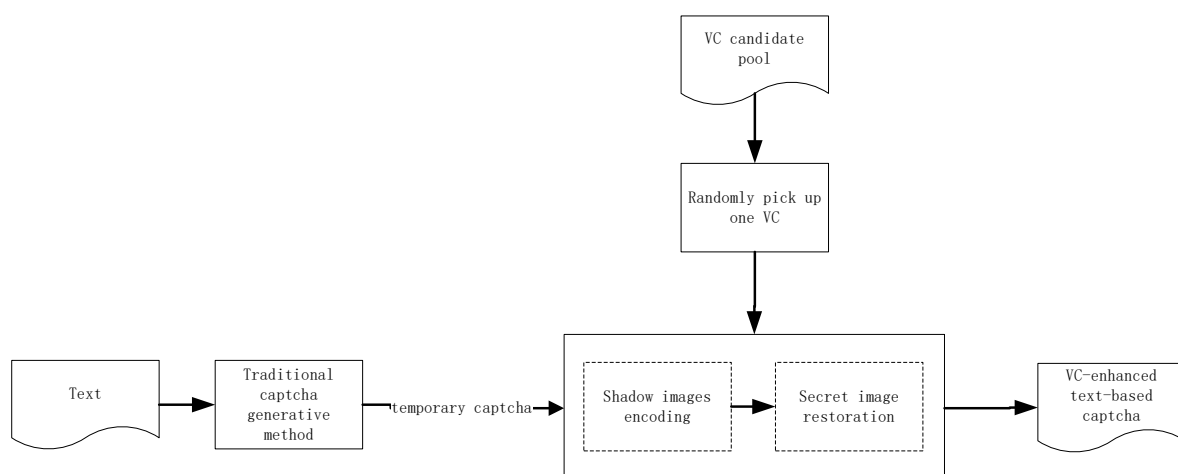 VC candidate
pool
Randomly pick up
one VC
Text
Traditional
captcha
generative
method
temporary captcha
Shadow images
encoding
Secret image
restoration
VC-enhanced
text-based
captcha